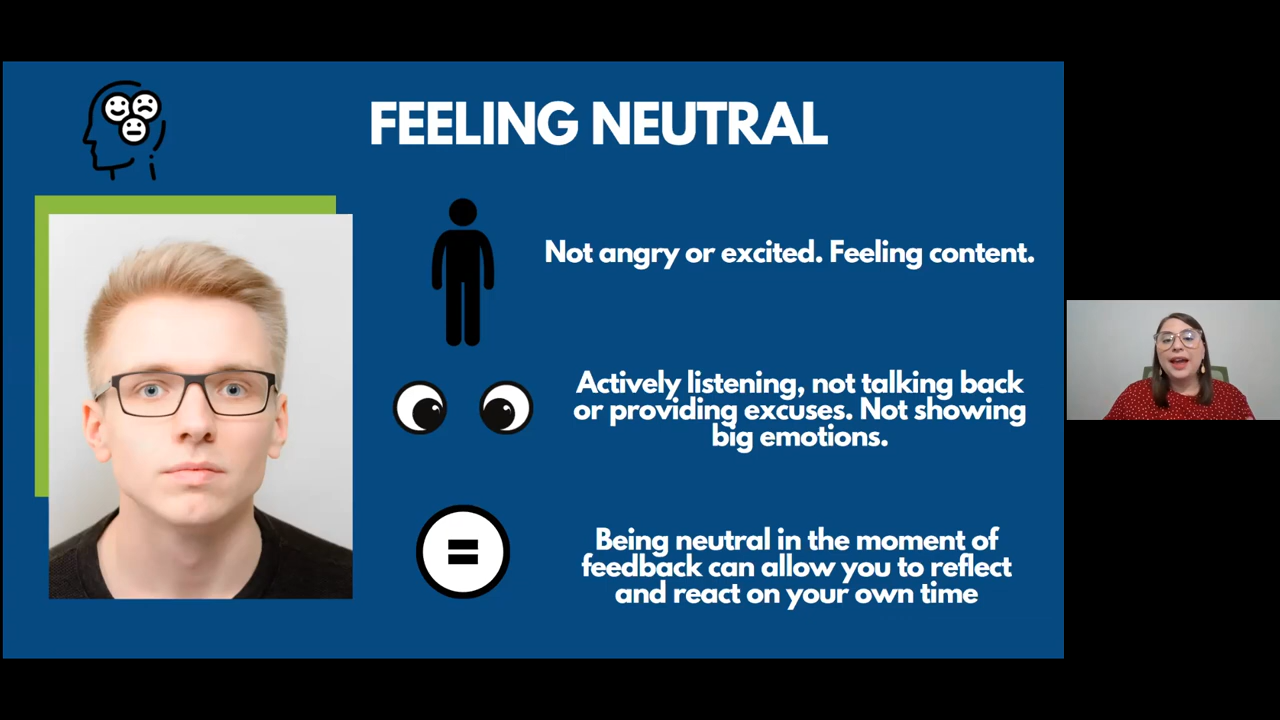 FEELING NEUTRAL
Not angry or excited. Feeling content.
Actively listening, not talking back
or providing excuses. Not showing
big emotions.
Being neutral in the moment of
feedback can allow you to reflect
and react on your own time